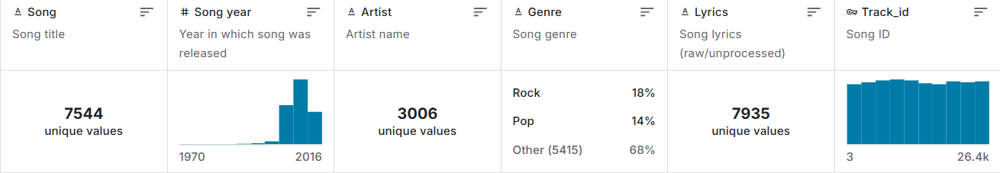 Song
Song title
7544
unique values
# Song year
Year in which song was
released
1970 2016
Artist
Artist name
3006
unique values
Genre
Song genre
Rock 18%
Pop 14%
Other (5415) 68%
Lyrics
Song lyrics
(raw/unprocessed)
7935
unique values
Track_id
Song ID
3 26.4k